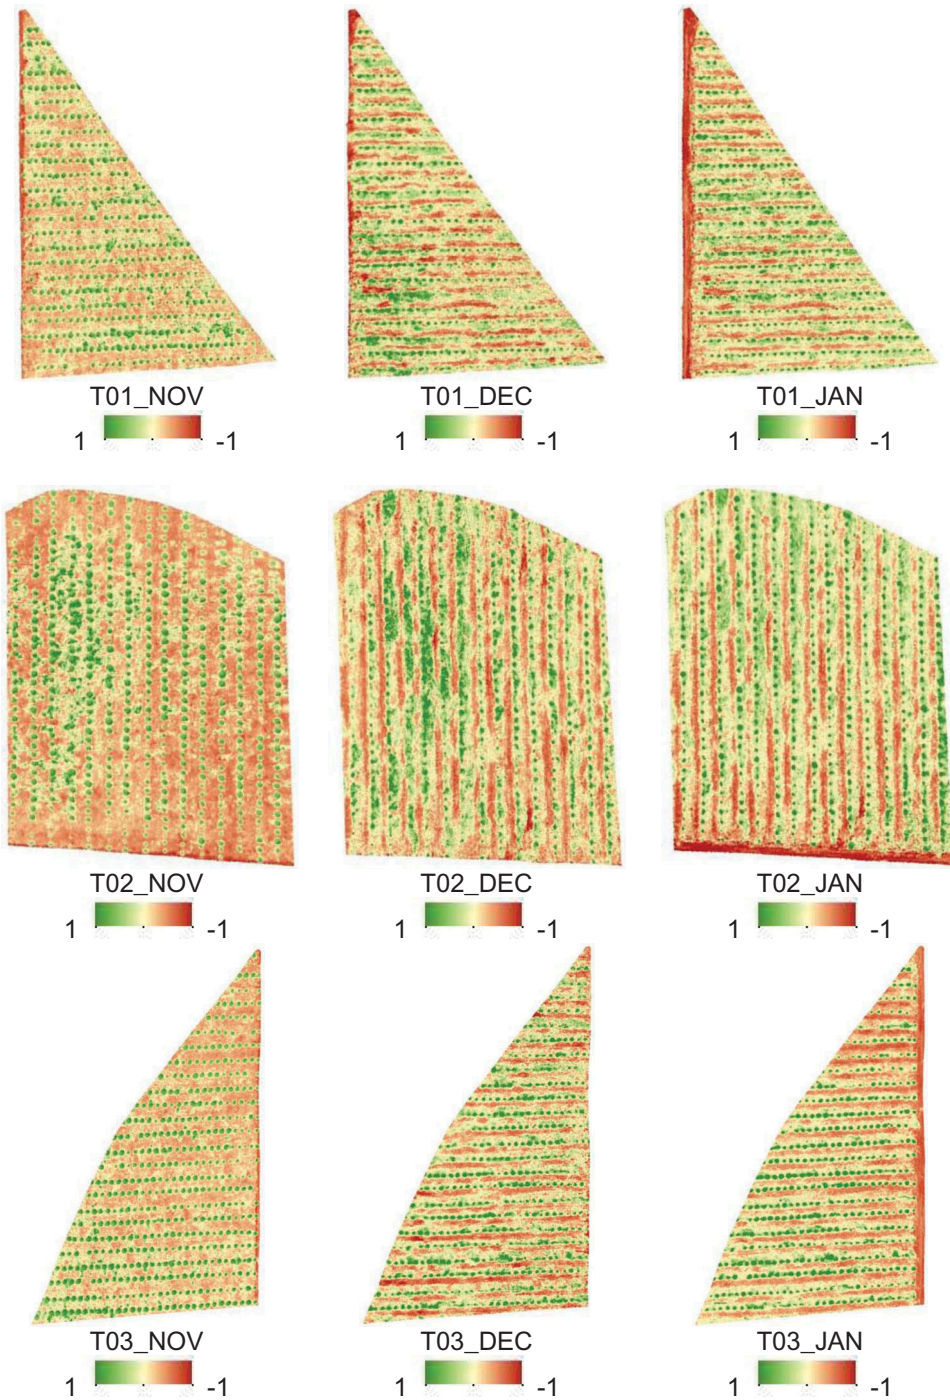 T01_NOV T01_DEC T01_JAN
1 -1 1 -1 1 -1
T02_NOV T02_DEC T02_JAN
1 -1 1 -1 1 -1
T03_NOV T03_DEC T03_JAN
1 -1 1 -1 1 -1